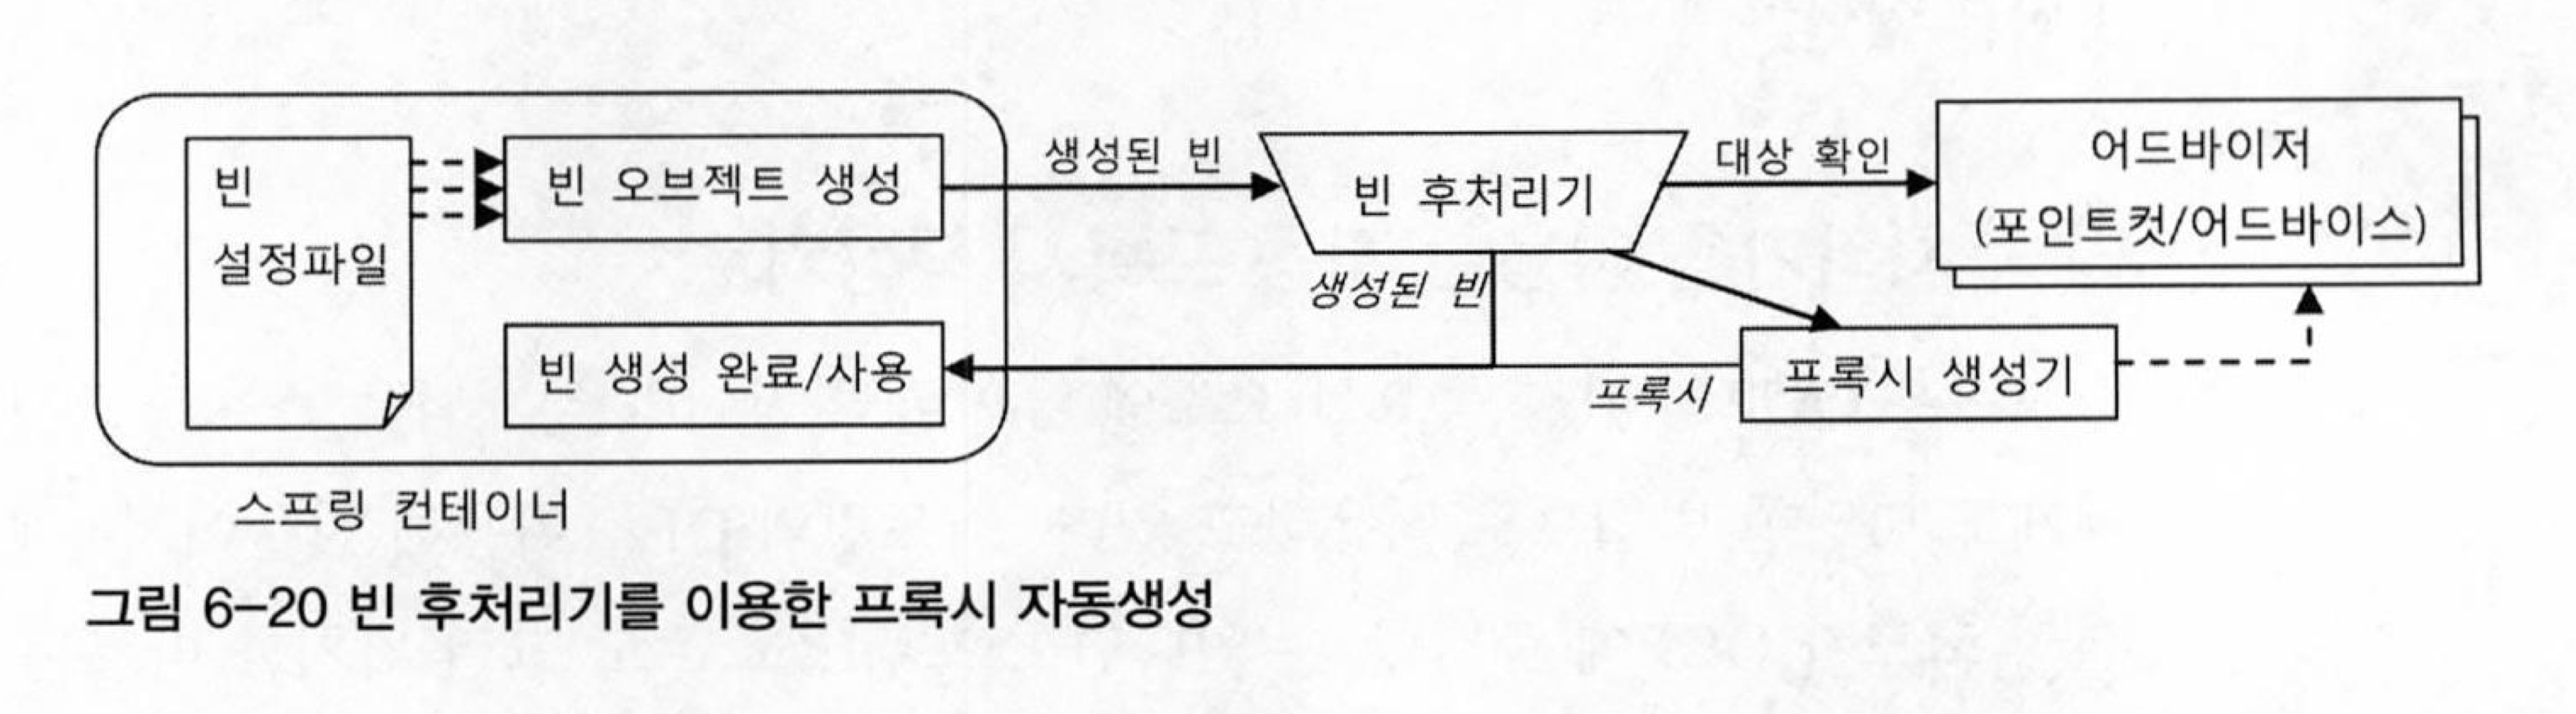 빈
설정파일
빈 오브젝트 생성
생성된 빈
빈 후처리기
대상 확인
어드바이저
(포인트컷/어드바이스)
생성된 빈
빈 생성 완료/사용
프록시
프록시 생성기
스프링 컨테이너
그림 6-20 빈 후처리기를 이용한 프록시 자동생성